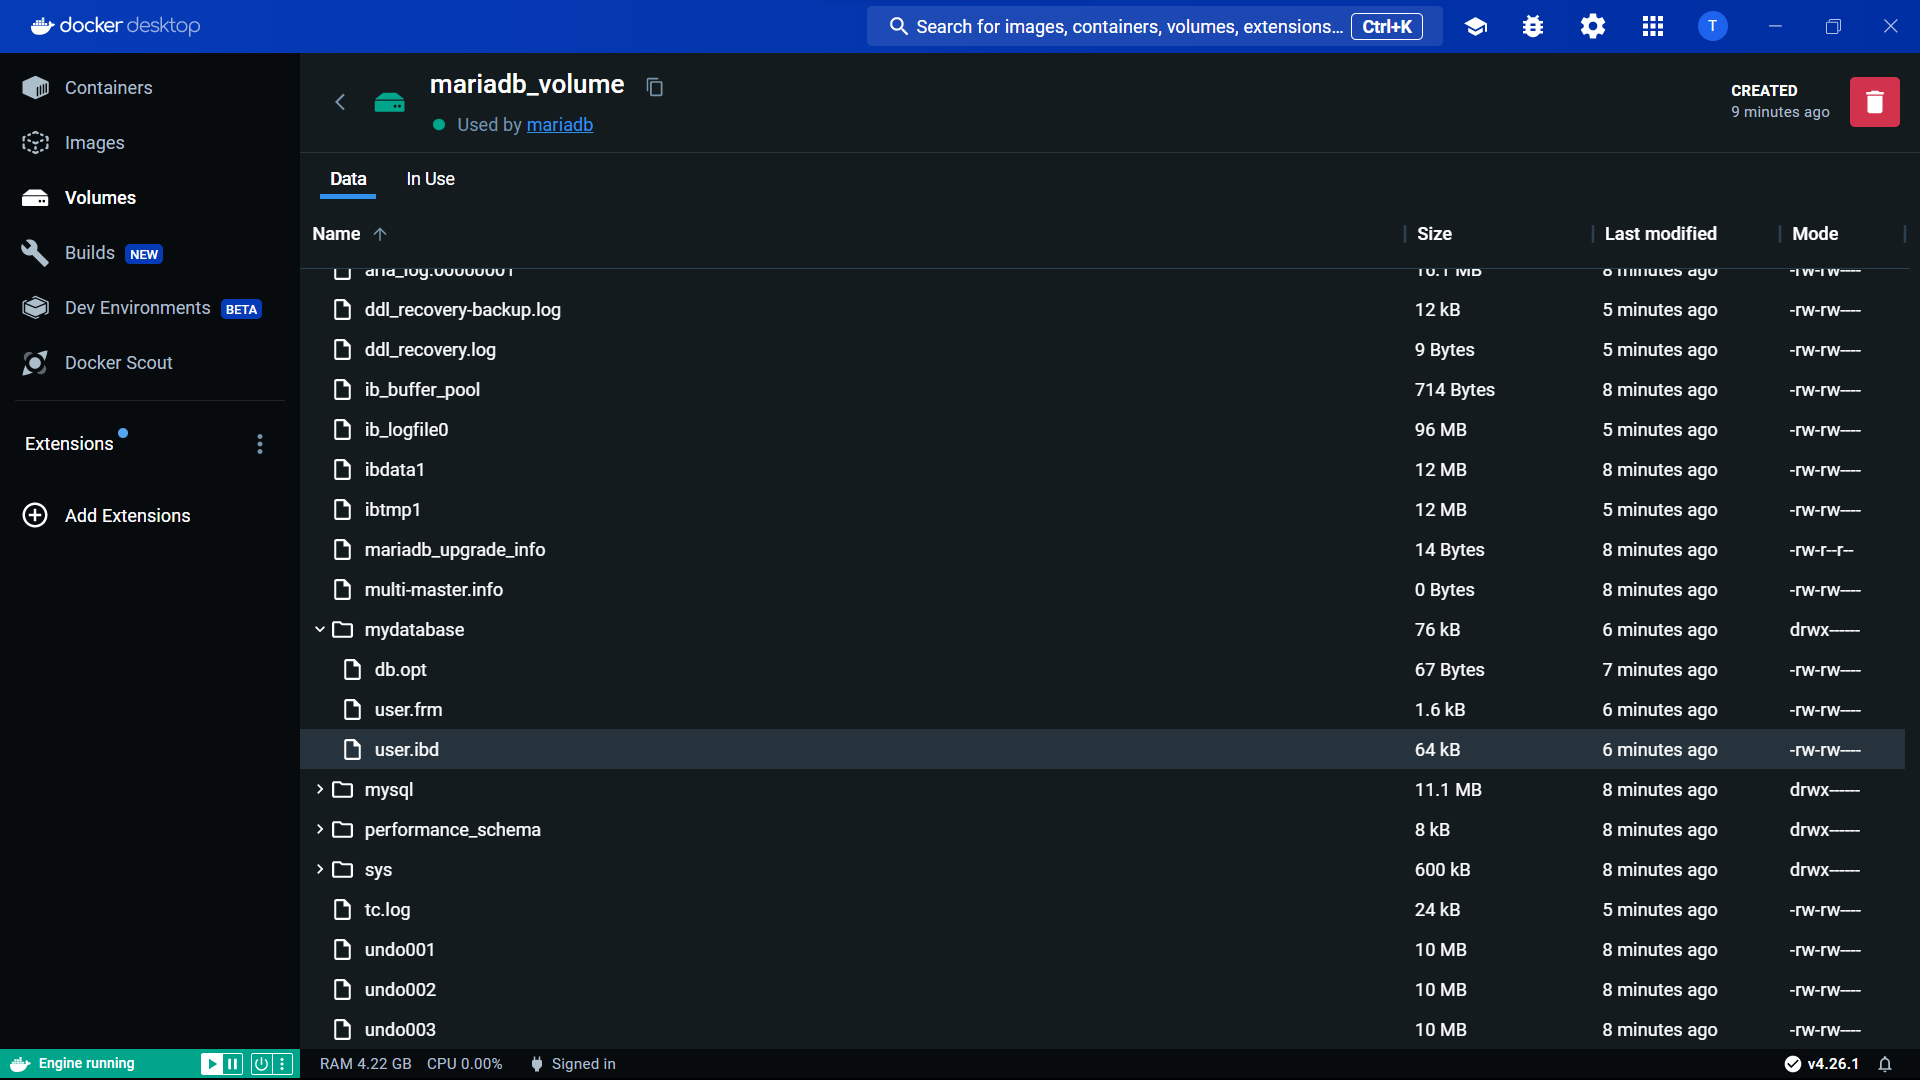 docker desktop
Search for images, containers, volumes, extensions... Ctrl+K
T
Containers
Images
Volumes
Builds NEW
Dev Environments BETA
Docker Scout
Extensions
Add Extensions
mariadb_volume
Used by mariadb
CREATED
9 minutes ago
Data In Use
Name Size Last modified Mode
aria_log.00000001 16.1 MB 8 minutes ago -rw-rw----
ddl_recovery-backup.log 12 kB 5 minutes ago -rw-rw----
ddl_recovery.log 9 Bytes 5 minutes ago -rw-rw----
ib_buffer_pool 714 Bytes 8 minutes ago -rw-rw----
ib_logfile0 96 MB 5 minutes ago -rw-rw----
ibdata1 12 MB 8 minutes ago -rw-rw----
ibtmp1 12 MB 5 minutes ago -rw-rw----
mariadb_upgrade_info 14 Bytes 8 minutes ago -rw-r--r--
multi-master.info 0 Bytes 8 minutes ago -rw-rw----
mydatabase 76 kB 6 minutes ago drwx------
db.opt 67 Bytes 7 minutes ago -rw-rw----
user.frm 1.6 kB 6 minutes ago -rw-rw----
user.ibd 64 kB 6 minutes ago -rw-rw----
mysql 11.1 MB 8 minutes ago drwx------
performance_schema 8 kB 8 minutes ago drwx------
sys 600 kB 8 minutes ago drwx------
tc.log 24 kB 5 minutes ago -rw-rw----
undo001 10 MB 8 minutes ago -rw-rw----
undo002 10 MB 8 minutes ago -rw-rw----
undo003 10 MB 8 minutes ago -rw-rw----
Engine running
RAM 4.22 GB CPU 0.00% Signed in
v4.26.1